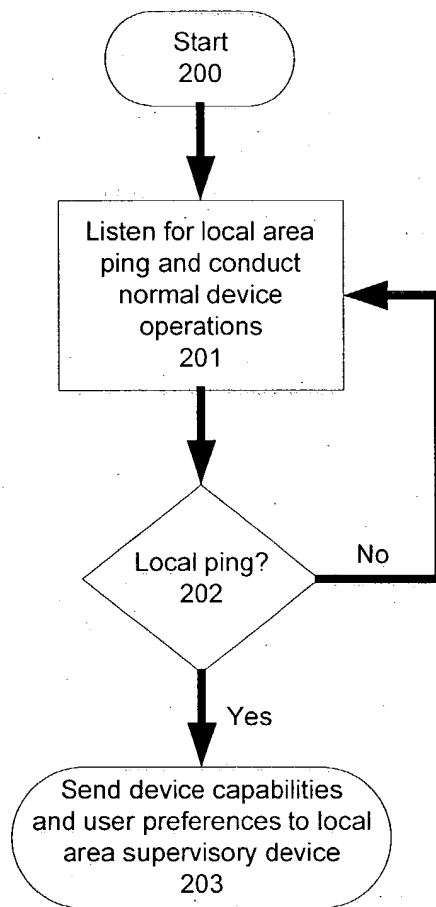 Start
200
Listen for local area
ping and conduct
normal device
operations
201
Local ping?
202
No
Yes
Send device capabilities
and user preferences to local
area supervisory device
203